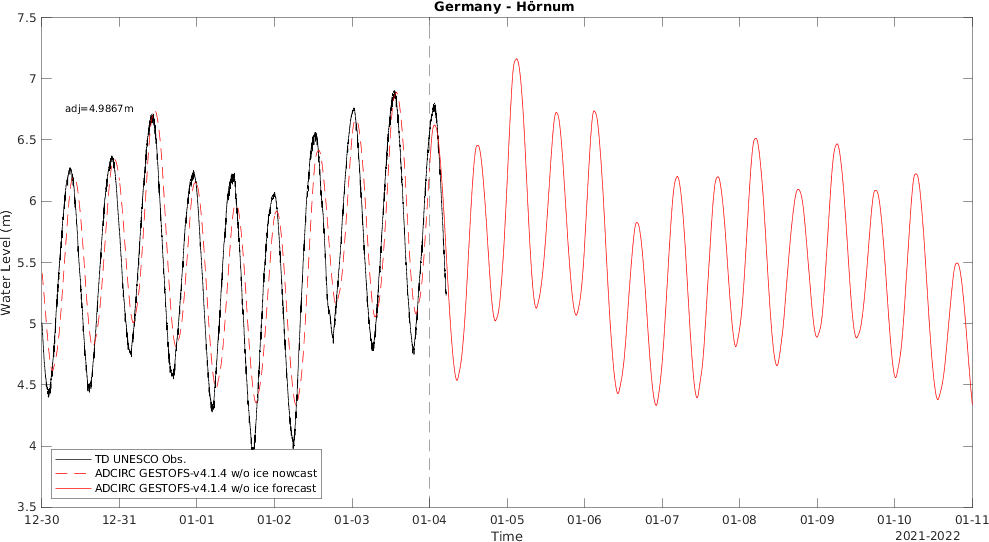 Germany - Hörnum
7.5
7
6.5
6
5.5
5
4.5
4
3.5
Water Level (m)
adj=4.9867m
TD UNESCO Obs.
ADCIRC GESTOFS-v4.1.4 w/o ice nowcast
ADCIRC GESTOFS-v4.1.4 w/o ice forecast
12-30 12-31 01-01 01-02 01-03 01-04 01-05 01-06 01-07 01-08 01-09 01-10 01-11
Time
2021-2022